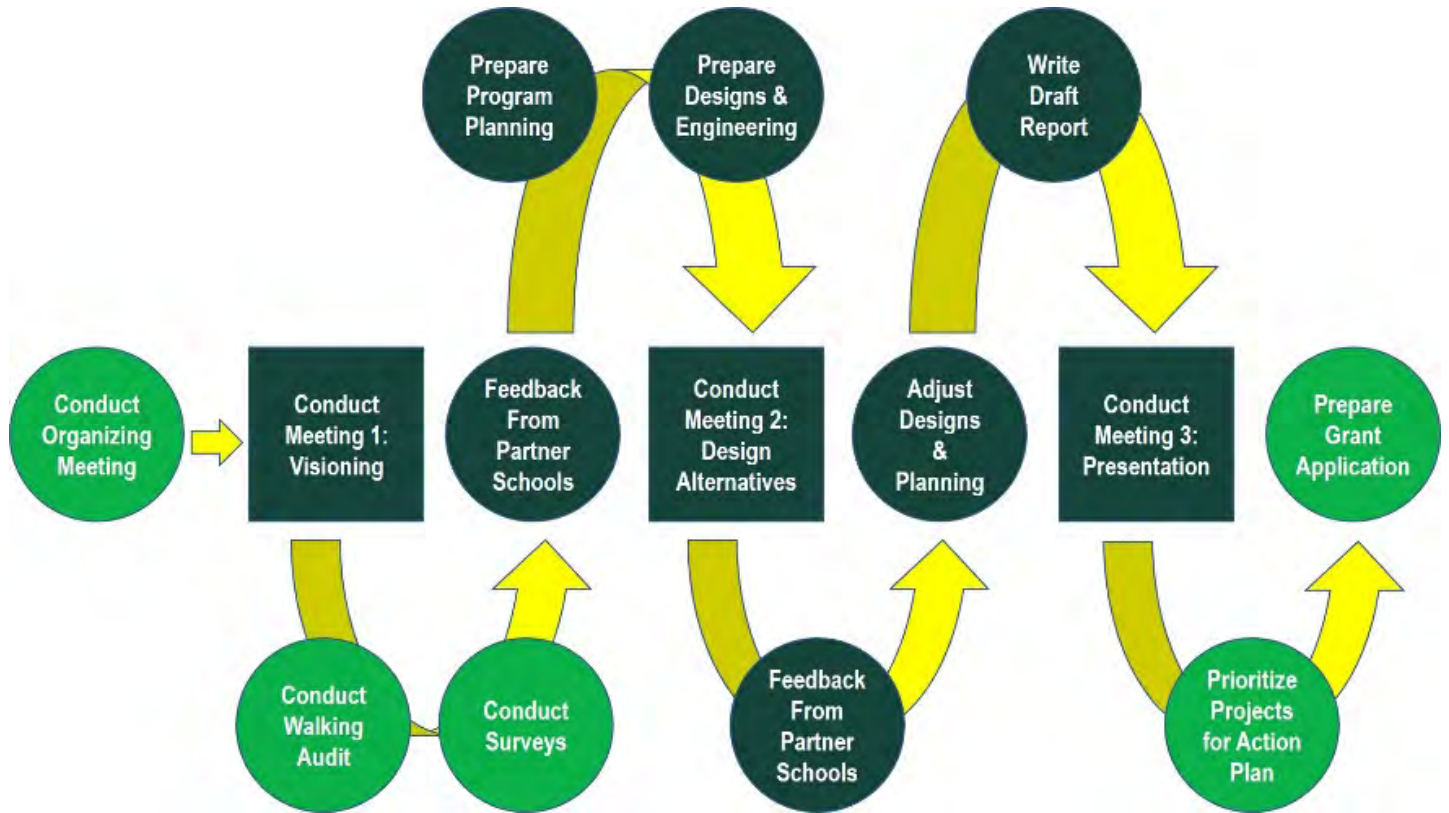 Conduct
Organizing
Meeting
Conduct
Meeting 1:
Visioning
Conduct
Walking
Audit
Conduct
Surveys
Feedback
From
Partner
Schools
Prepare
Program
Planning
Prepare
Designs &
Engineering
Conduct
Meeting 2:
Design
Alternatives
Feedback
From
Partner
Schools
Adjust
Designs
&
Planning
Write
Draft
Report
Conduct
Meeting 3:
Presentation
Prioritize
Projects
for Action
Plan
Prepare
Grant
Application